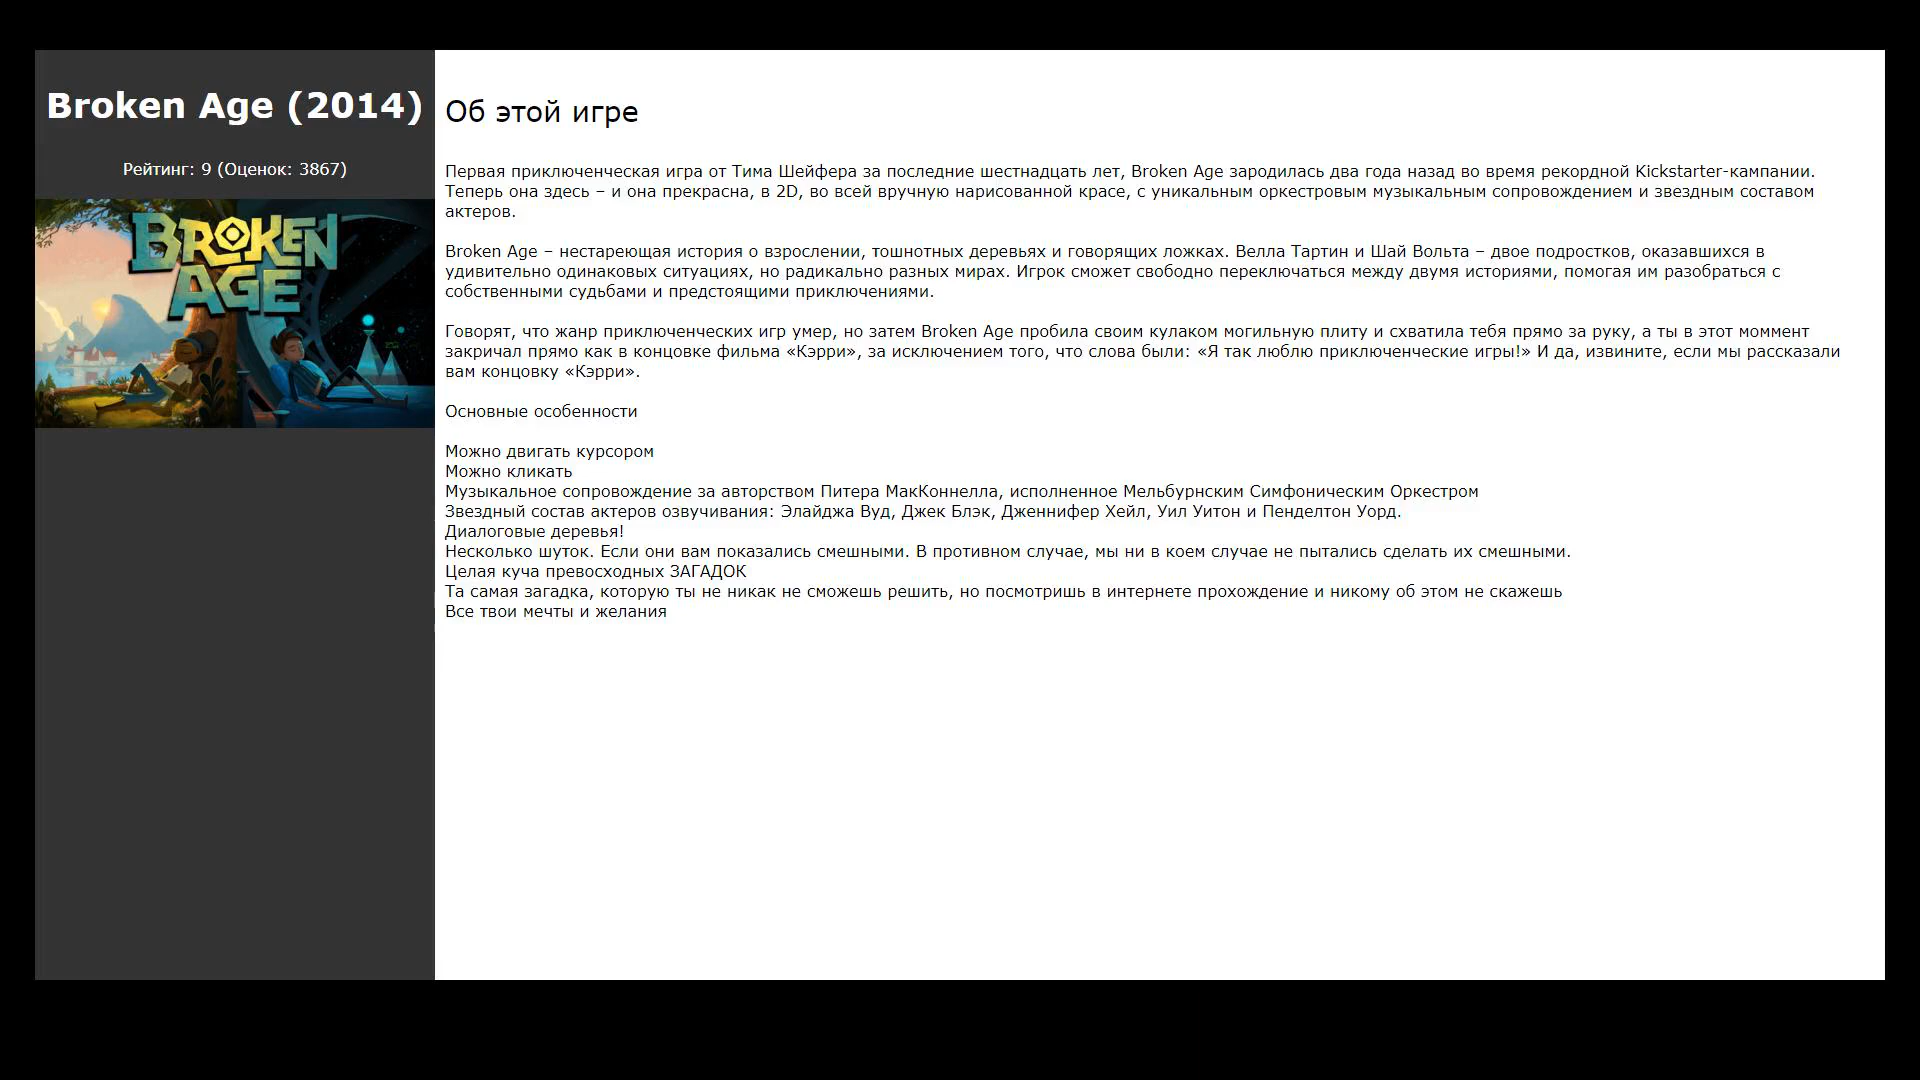 Broken Age (2014)
Рейтинг: 9 (Оценок: 3867)
BROKEN
AGE
Об этой игре
Первая приключенческая игра от Тима Шейфера за последние шестнадцать лет, Broken Age зародилась два года назад во время рекордной Kickstarter-кампании.
Теперь она здесь – и она прекрасна, в 2D, во всей вручную нарисованной красе, с уникальным оркестровым музыкальным сопровождением и звездным составом
актеров.
Broken Age – нестареющая история о взрослении, тошнотных деревьях и говорящих ложках. Велла Тартин и Шай Вольта – двое подростков, оказавшихся в
удивительно одинаковых ситуациях, но радикально разных мирах. Игрок сможет свободно переключаться между двумя историями, помогая им разобраться с
собственными судьбами и предстоящими приключениями.
Говорят, что жанр приключенческих игр умер, но затем Broken Age пробила своим кулаком могильную плиту и схватила тебя прямо за руку, а ты в этот моммент
закричал прямо как в концовке фильма «Кэрри», за исключением того, что слова были: «Я так люблю приключенческие игры!» И да, извините, если мы рассказали
вам концовку «Кэрри».
Основные особенности
Можно двигать курсором
Можно кликать
Музыкальное сопровождение за авторством Питера МакКоннелла, исполненное Мельбурнским Симфоническим Оркестром
Звездный состав актеров озвучивания: Элайджа Вуд, Джек Блэк, Дженнифер Хейл, Уил Уитон и Пенделтон Уорд.
Диалоговые деревья!
Несколько шуток. Если они вам показались смешными. В противном случае, мы ни в коем случае не пытались сделать их смешными.
Целая куча превосходных ЗАГАДОК
Та самая загадка, которую ты не никак не сможешь решить, но посмотришь в интернете прохождение и никому об этом не скажешь
Все твои мечты и желания